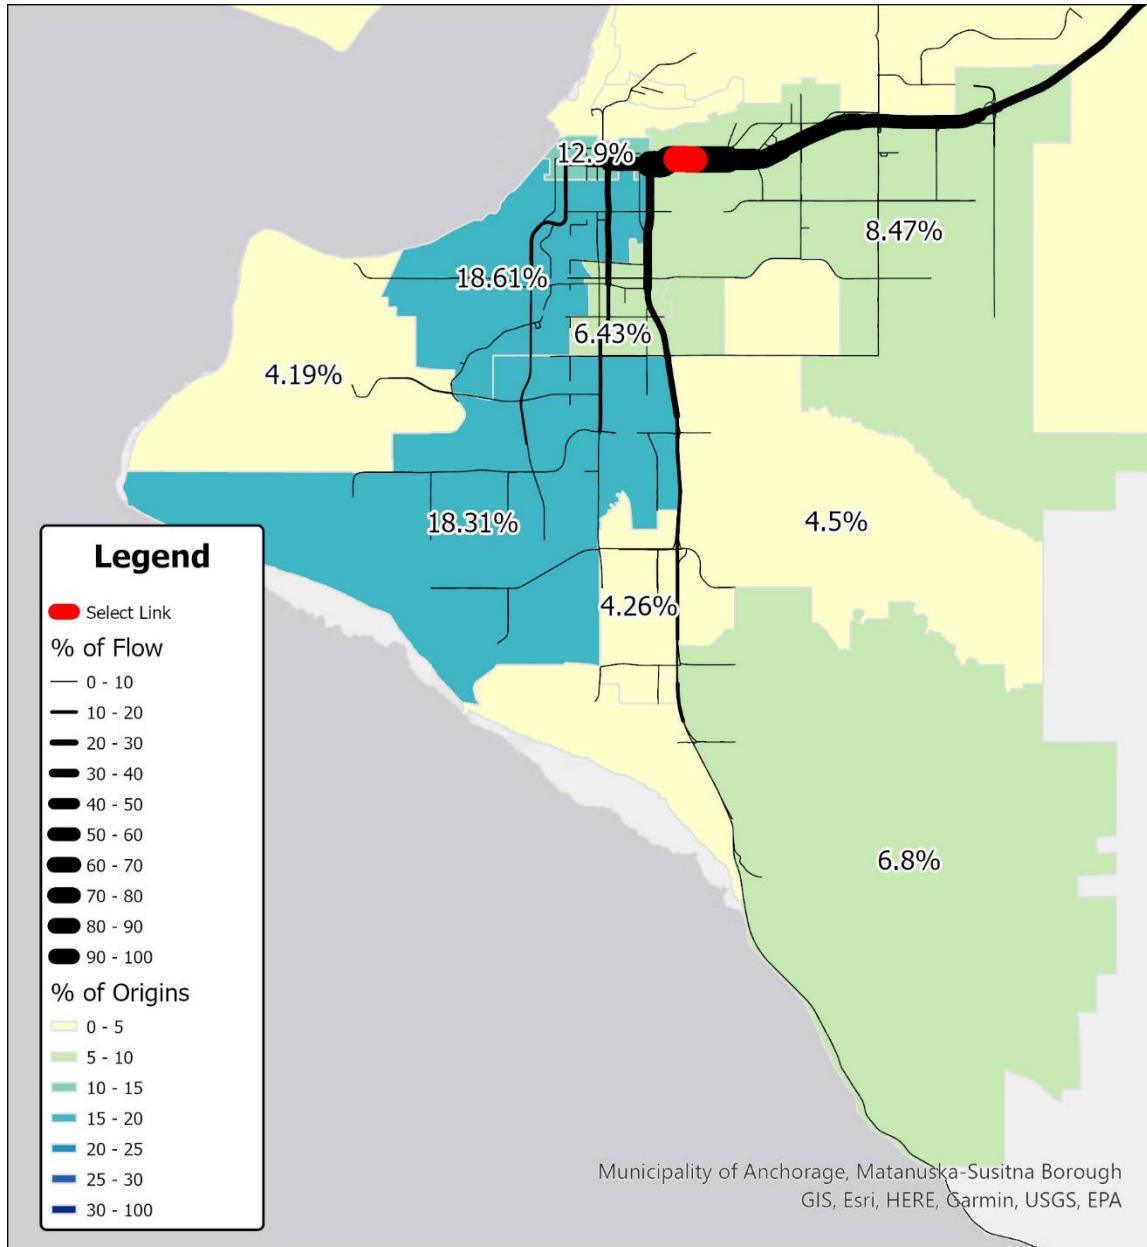 12.9%
8.47%
18.61%
6.43%
4.19%
18.31%
4.5%
4.26%
6.8%
Legend
Select Link
% of Flow
0 - 10
10 - 20
20 - 30
30 - 40
40 - 50
50 - 60
60 - 70
70 - 80
80 - 90
90 - 100
% of Origins
0 - 5
5 - 10
10 - 15
15 - 20
20 - 25
25 - 30
30 - 100
Municipality of Anchorage, Matanuska-Susitna Borough
GIS, Esri, HERE, Garmin, USGS, EPA